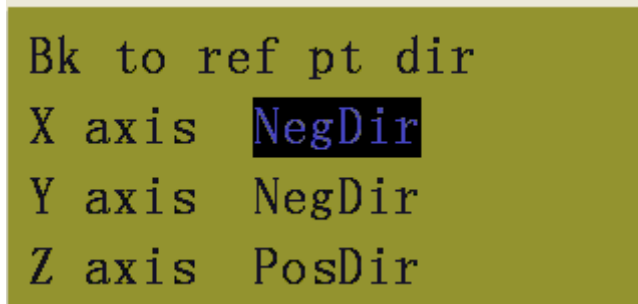 Bk to ref pt dir
X axis NegDir
Y axis NegDir
Z axis PosDir